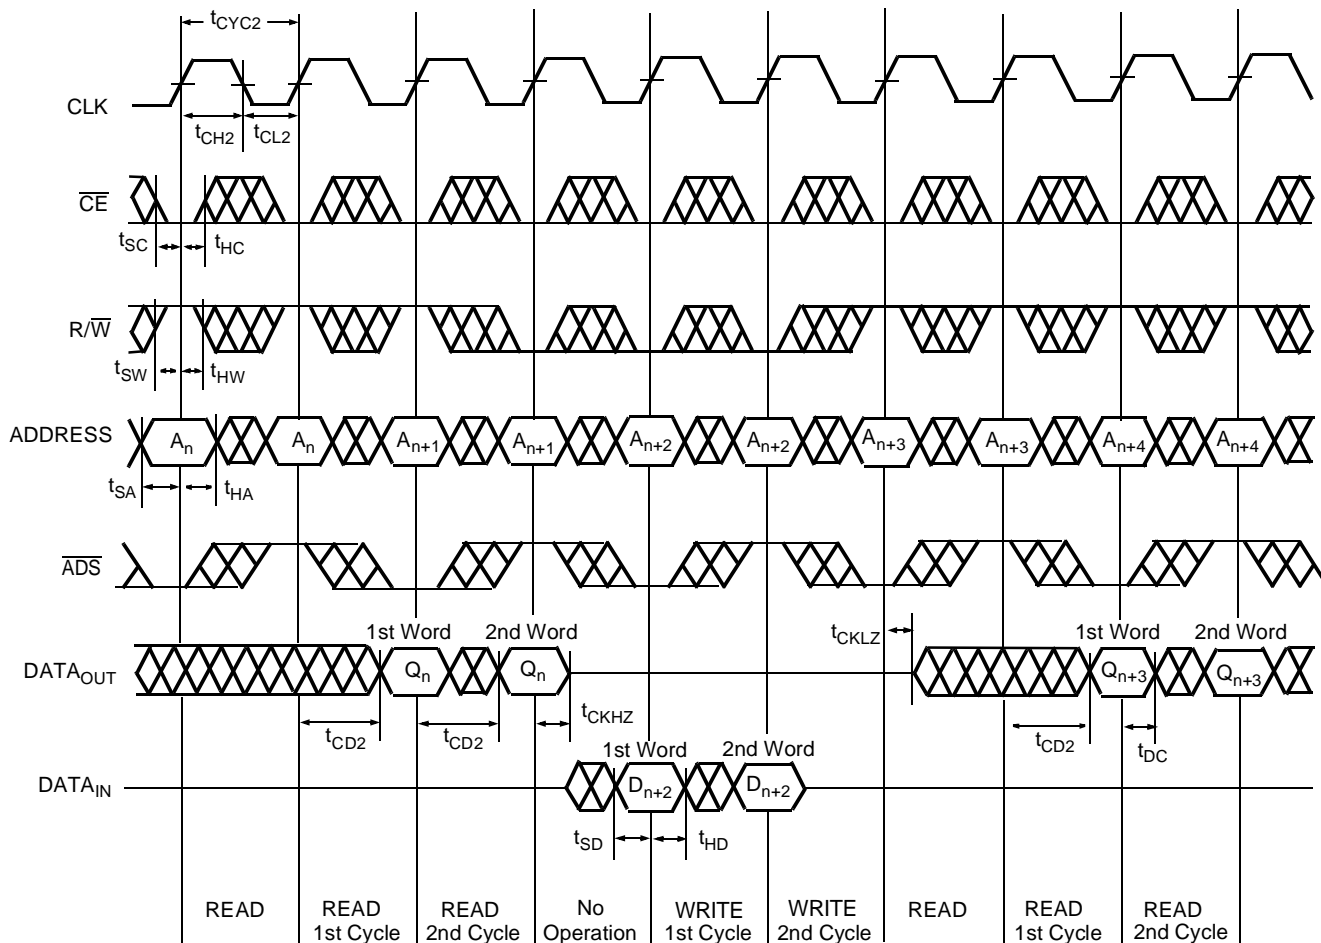 tCYC2
CLK
tCH2 tCL2
CE
tSC tHC
R/W
tSW tHW
ADDRESS An An An+1 An+1 An+2 An+2 An+3 An+3 An+4 An+4
tSA tHA
ADS
1st Word 2nd Word tCKLZ 1st Word 2nd Word
DATAOUT Qn Qn Qn+3 Qn+3
tCD2 tCD2 tCKHZ tCD2 tDC
1st Word 2nd Word
DATAIN Dn+2 Dn+2
tSD tHD
READ READ READ No WRITE WRITE READ READ READ
1st Cycle 2nd Cycle Operation 1st Cycle 2nd Cycle 1st Cycle 2nd Cycle